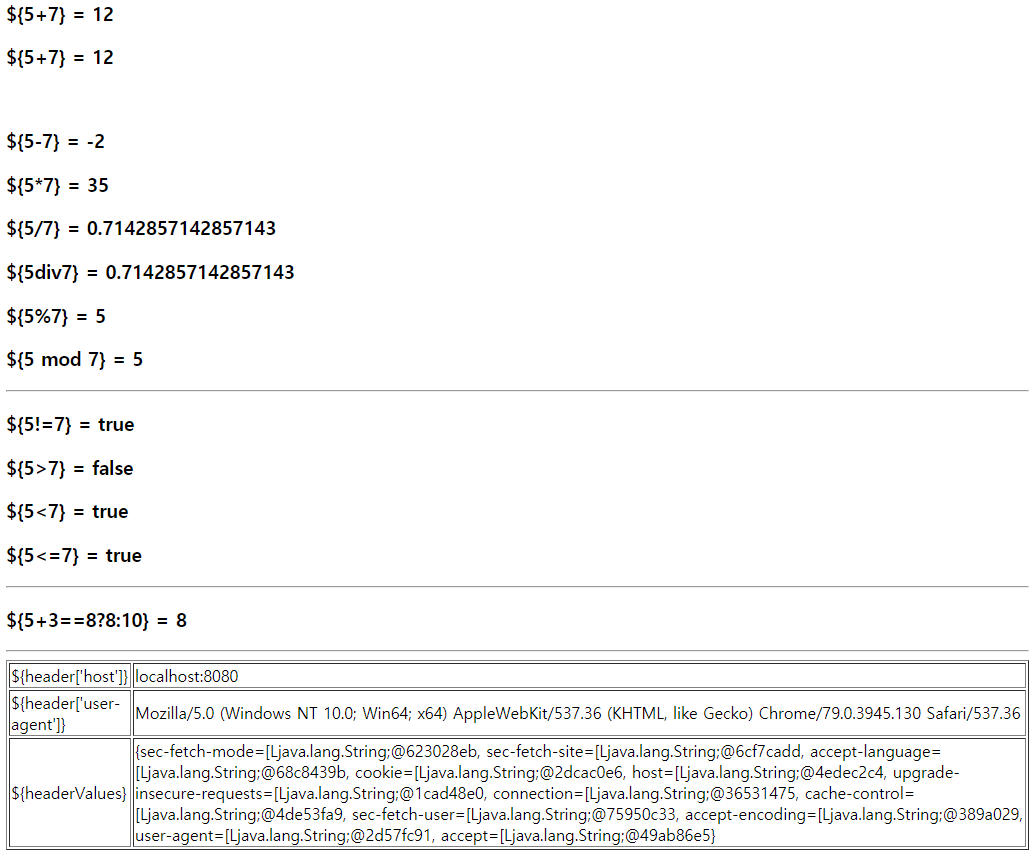 ${5+7} = 12
${5+7} = 12
${5-7} = -2
${5*7} = 35
${5/7} = 0.7142857142857143
${5div7} = 0.7142857142857143
${5%7} = 5
${5 mod 7} = 5
${5!=7} = true
${5>7} = false
${5<7} = true
${5<=7} = true
${5+3==8?8:10} = 8
${header['host']} localhost:8080
${header['user-
agent']}
Mozilla/5.0 (Windows NT 10.0; Win64; x64) AppleWebKit/537.36 (KHTML, like Gecko) Chrome/79.0.3945.130 Safari/537.36
${headerValues}
{sec-fetch-mode=[Ljava.lang.String;@623028eb, sec-fetch-site=[Ljava.lang.String;@6cf7cadd, accept-language=
[Ljava.lang.String;@68c8439b, cookie=[Ljava.lang.String;@2dcac0e6, host=[Ljava.lang.String;@4edec2c4, upgrade-
insecure-requests=[Ljava.lang.String;@1cad48e0, connection=[Ljava.lang.String;@36531475, cache-control=
[Ljava.lang.String;@4de53fa9, sec-fetch-user=[Ljava.lang.String;@75950c33, accept-encoding=[Ljava.lang.String;@389a029,
user-agent=[Ljava.lang.String;@2d57fc91, accept=[Ljava.lang.String;@49ab86e5}